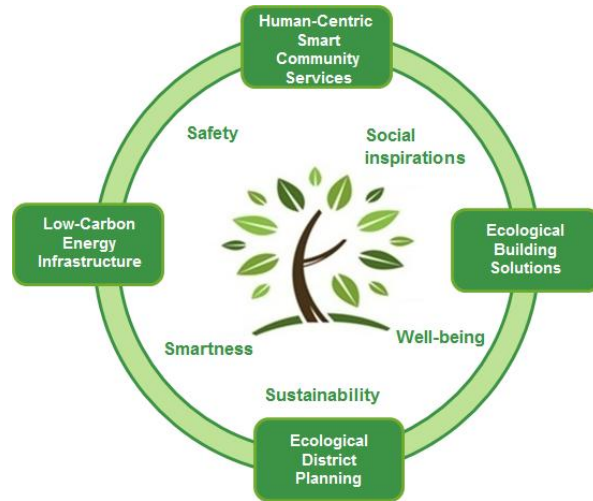 Human-Centric
Smart
Community
Services
Safety
Social
inspirations
Low-Carbon
Energy
Infrastructure
Ecological
Building
Solutions
Smartness
Well-being
Sustainability
Ecological
District
Planning